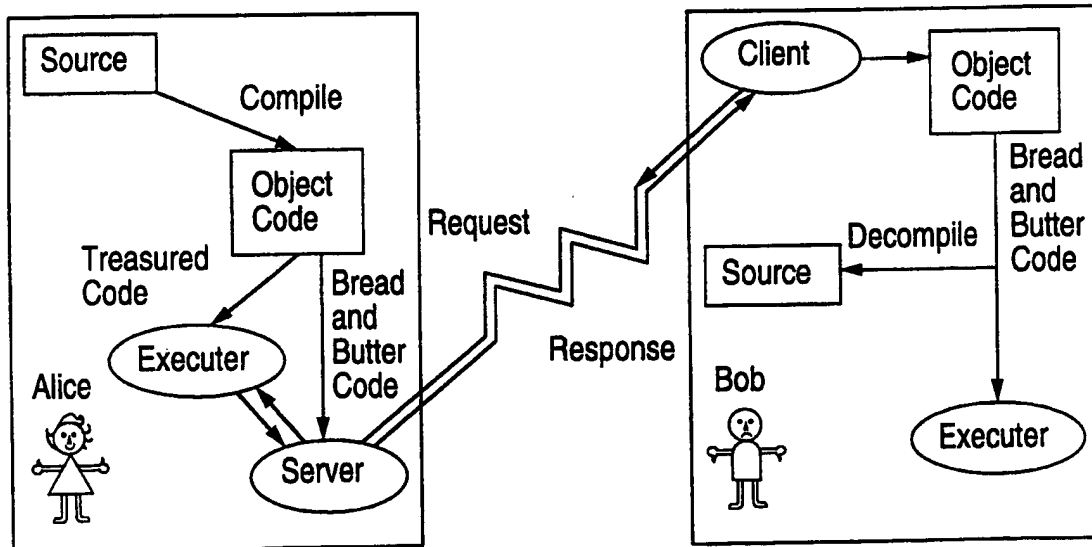 Source
Compile
Object
Code
Treasured
Code
Bread
and
Butter
Code
Executer
Alice
Server
Request
Response
Client
Object
Code
Bread
and
Butter
Code
Decompile
Source
Bob
Executer